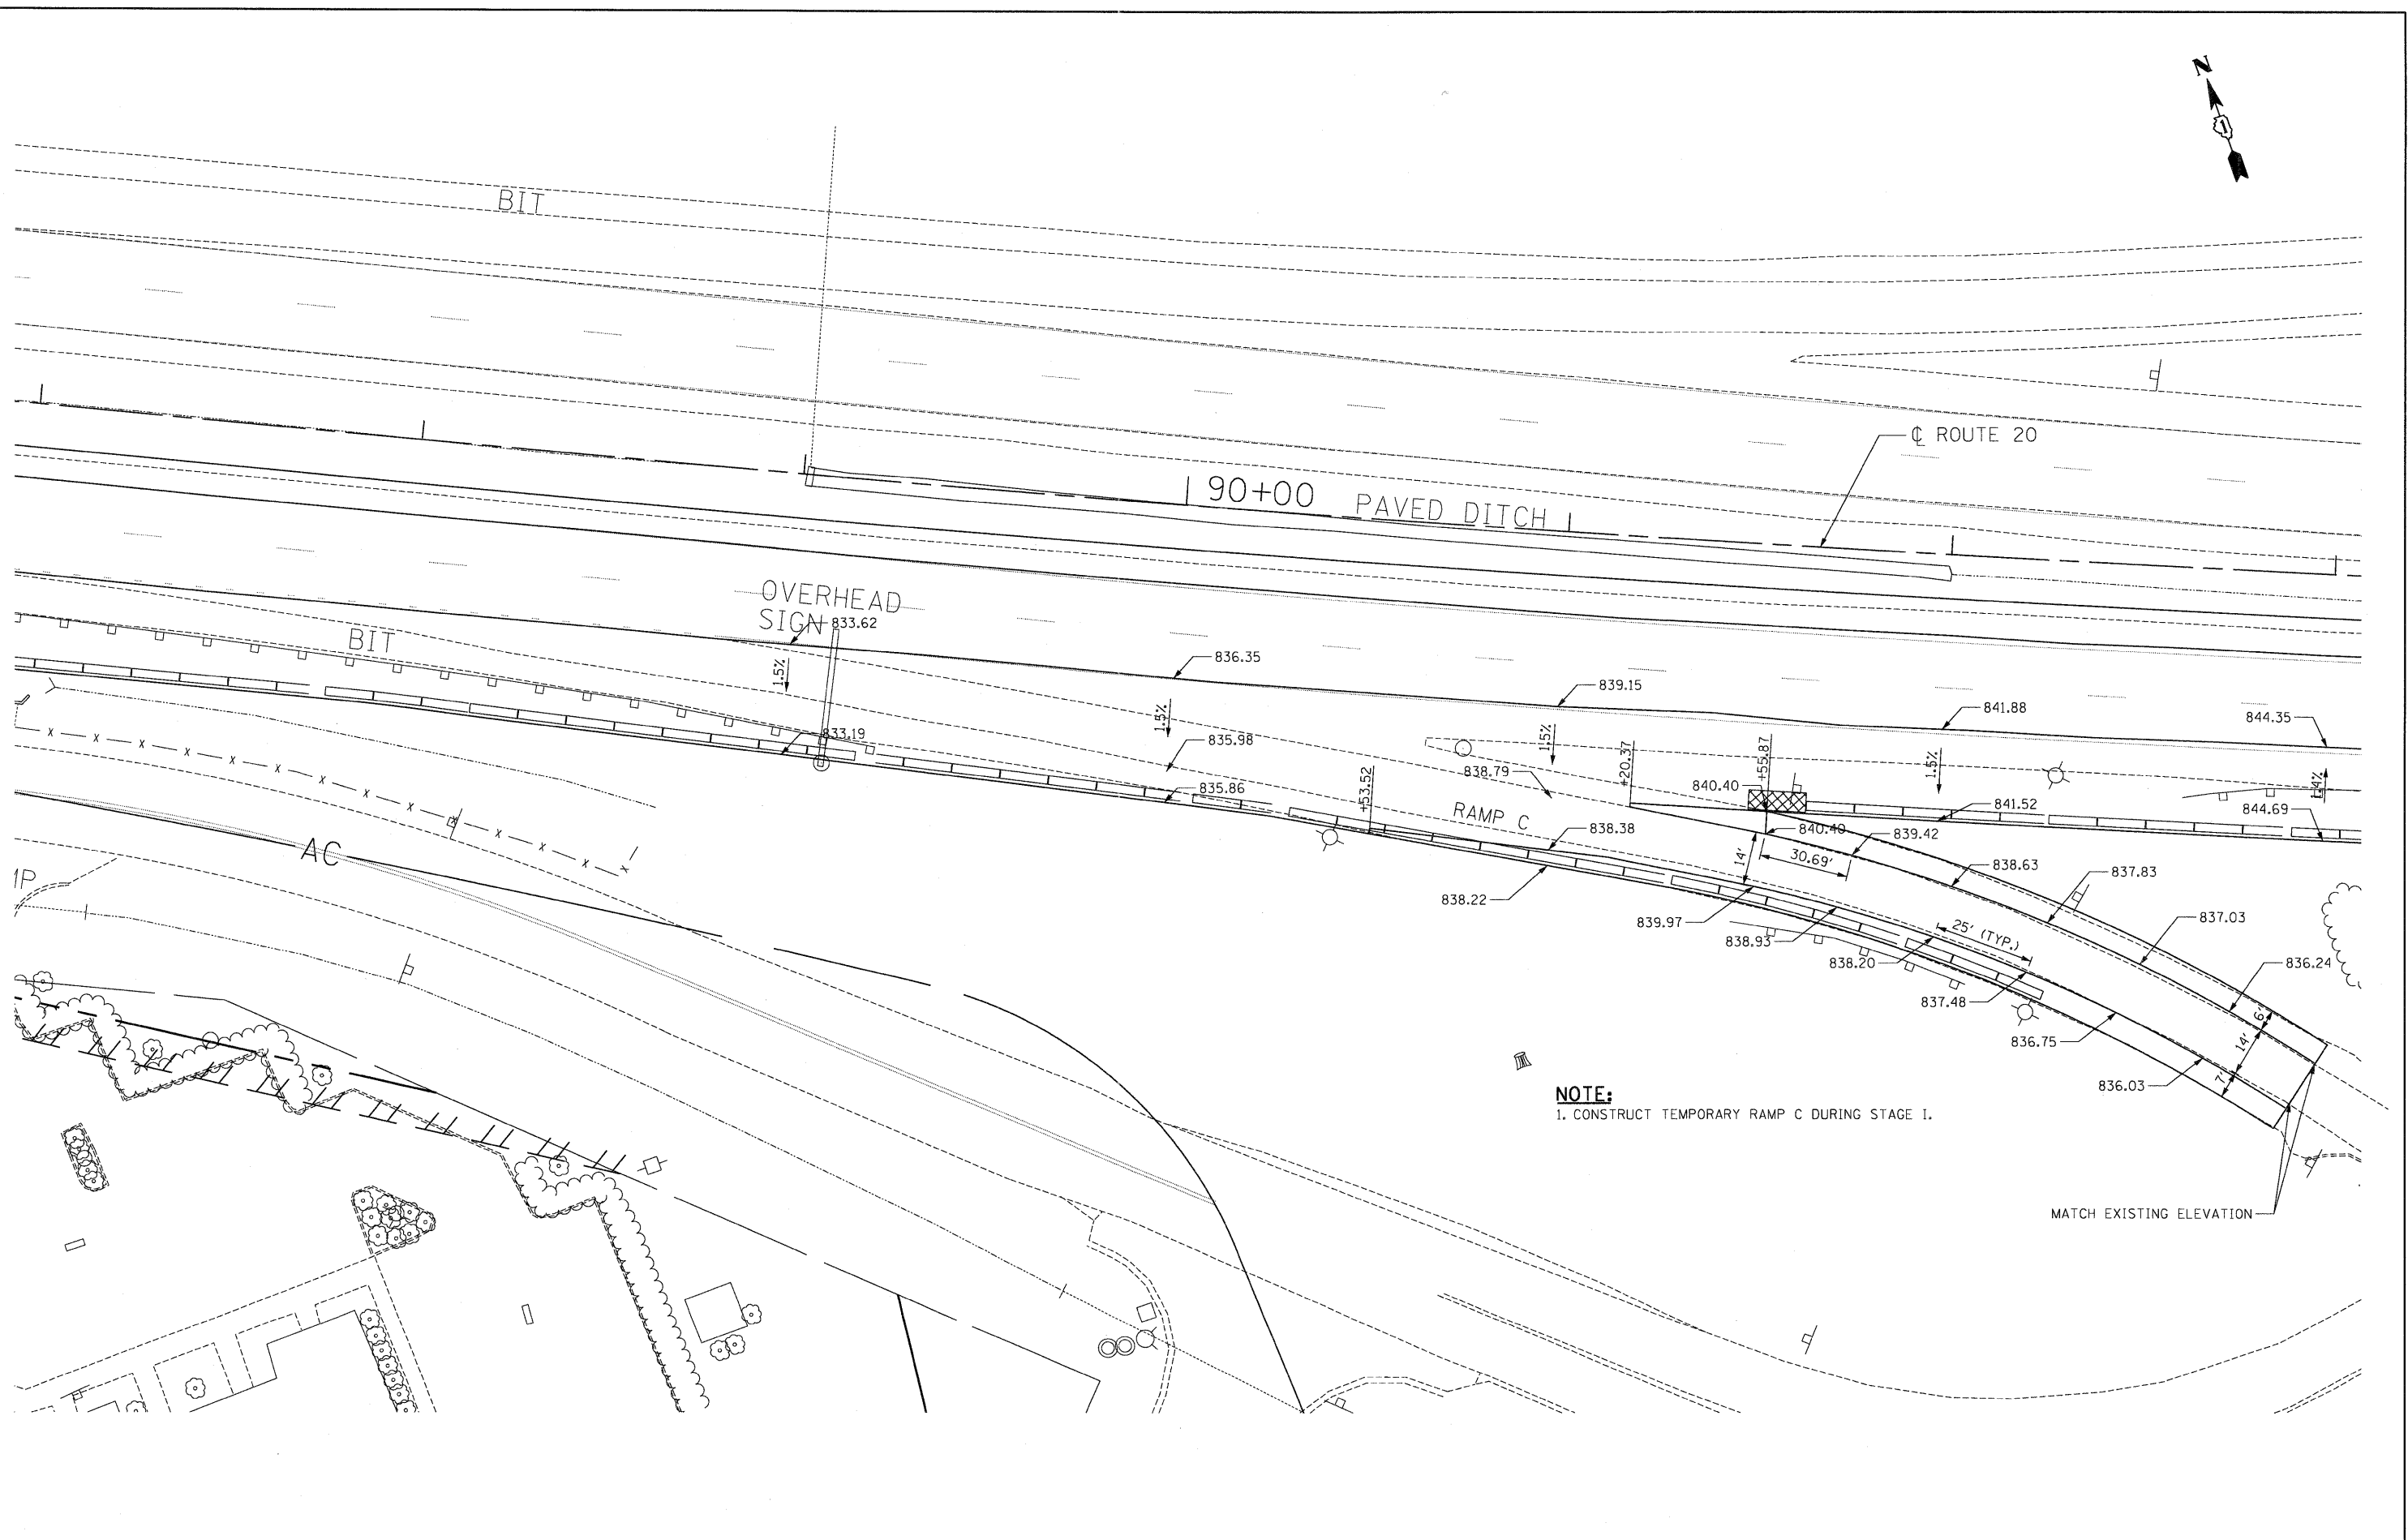 N
1
BIT
℄ ROUTE 20
90+00 PAVED DITCH
OVERHEAD
SIGN
833.62
BIT
1.5%
836.35
839.15
841.88
844.35
833.19
1.5%
835.98
1.5%
838.79
+20.37
+55.87
840.40
1.5%
1.4%
835.86
+53.52
RAMP C
838.38
840.40
841.52
844.69
839.42
14'
30.69'
838.63
837.83
838.22
839.97
838.93
25' (TYP.)
837.03
838.20
837.48
836.24
6'
14'
7'
836.75
836.03
AC
MP
NOTE:
1. CONSTRUCT TEMPORARY RAMP C DURING STAGE I.
MATCH EXISTING ELEVATION